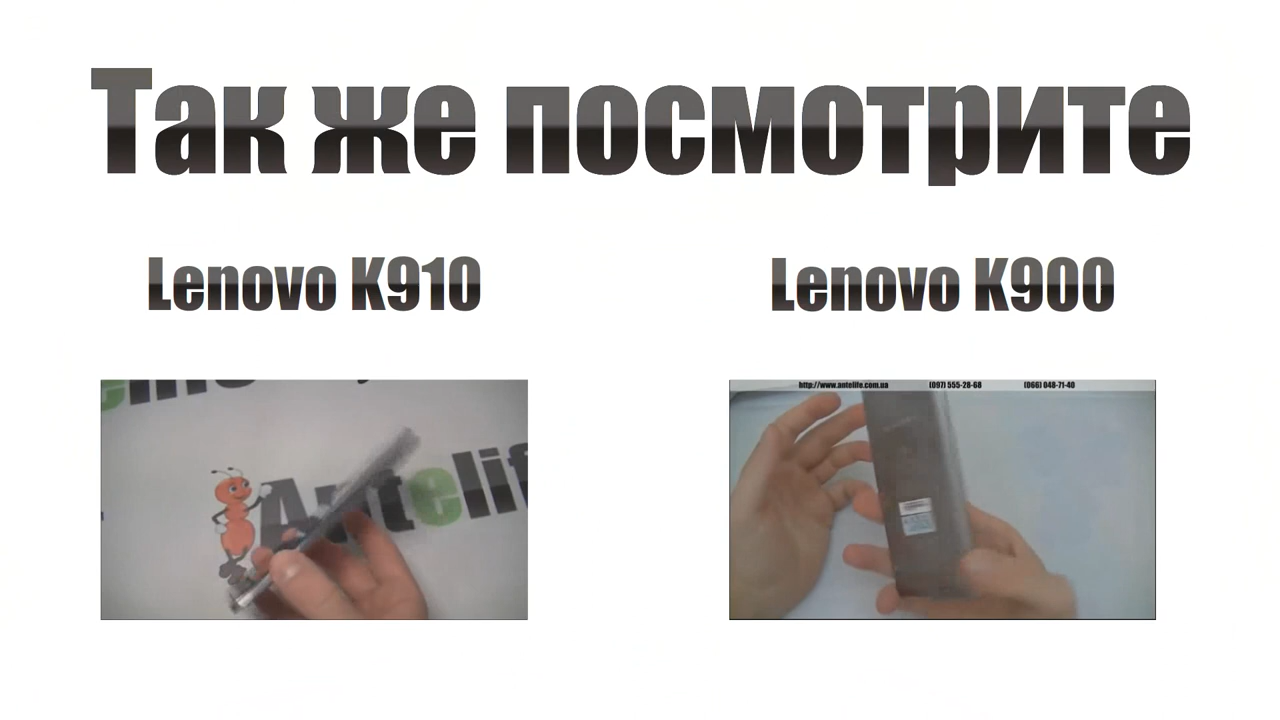 Так же посмотрите
Lenovo K910
Lenovo K900
http://www.antelife.com.ua (097) 555-28-68 (066) 048-71-40
Antelif